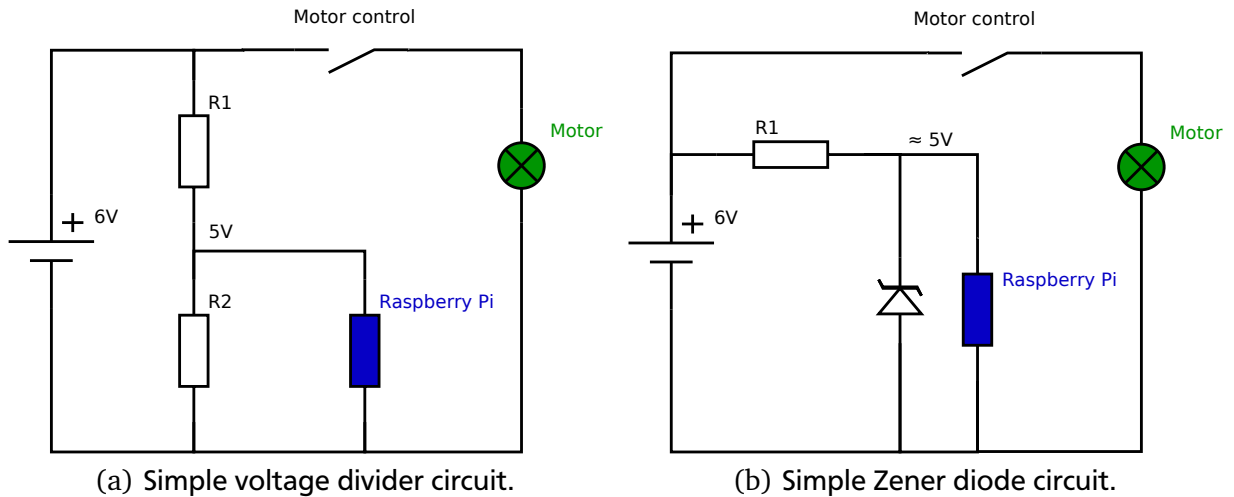 Motor control
R1
Motor
6V
5V
R2
Raspberry Pi
(a) Simple voltage divider circuit.
Motor control
R1
≈ 5V
Motor
6V
Raspberry Pi
(b) Simple Zener diode circuit.